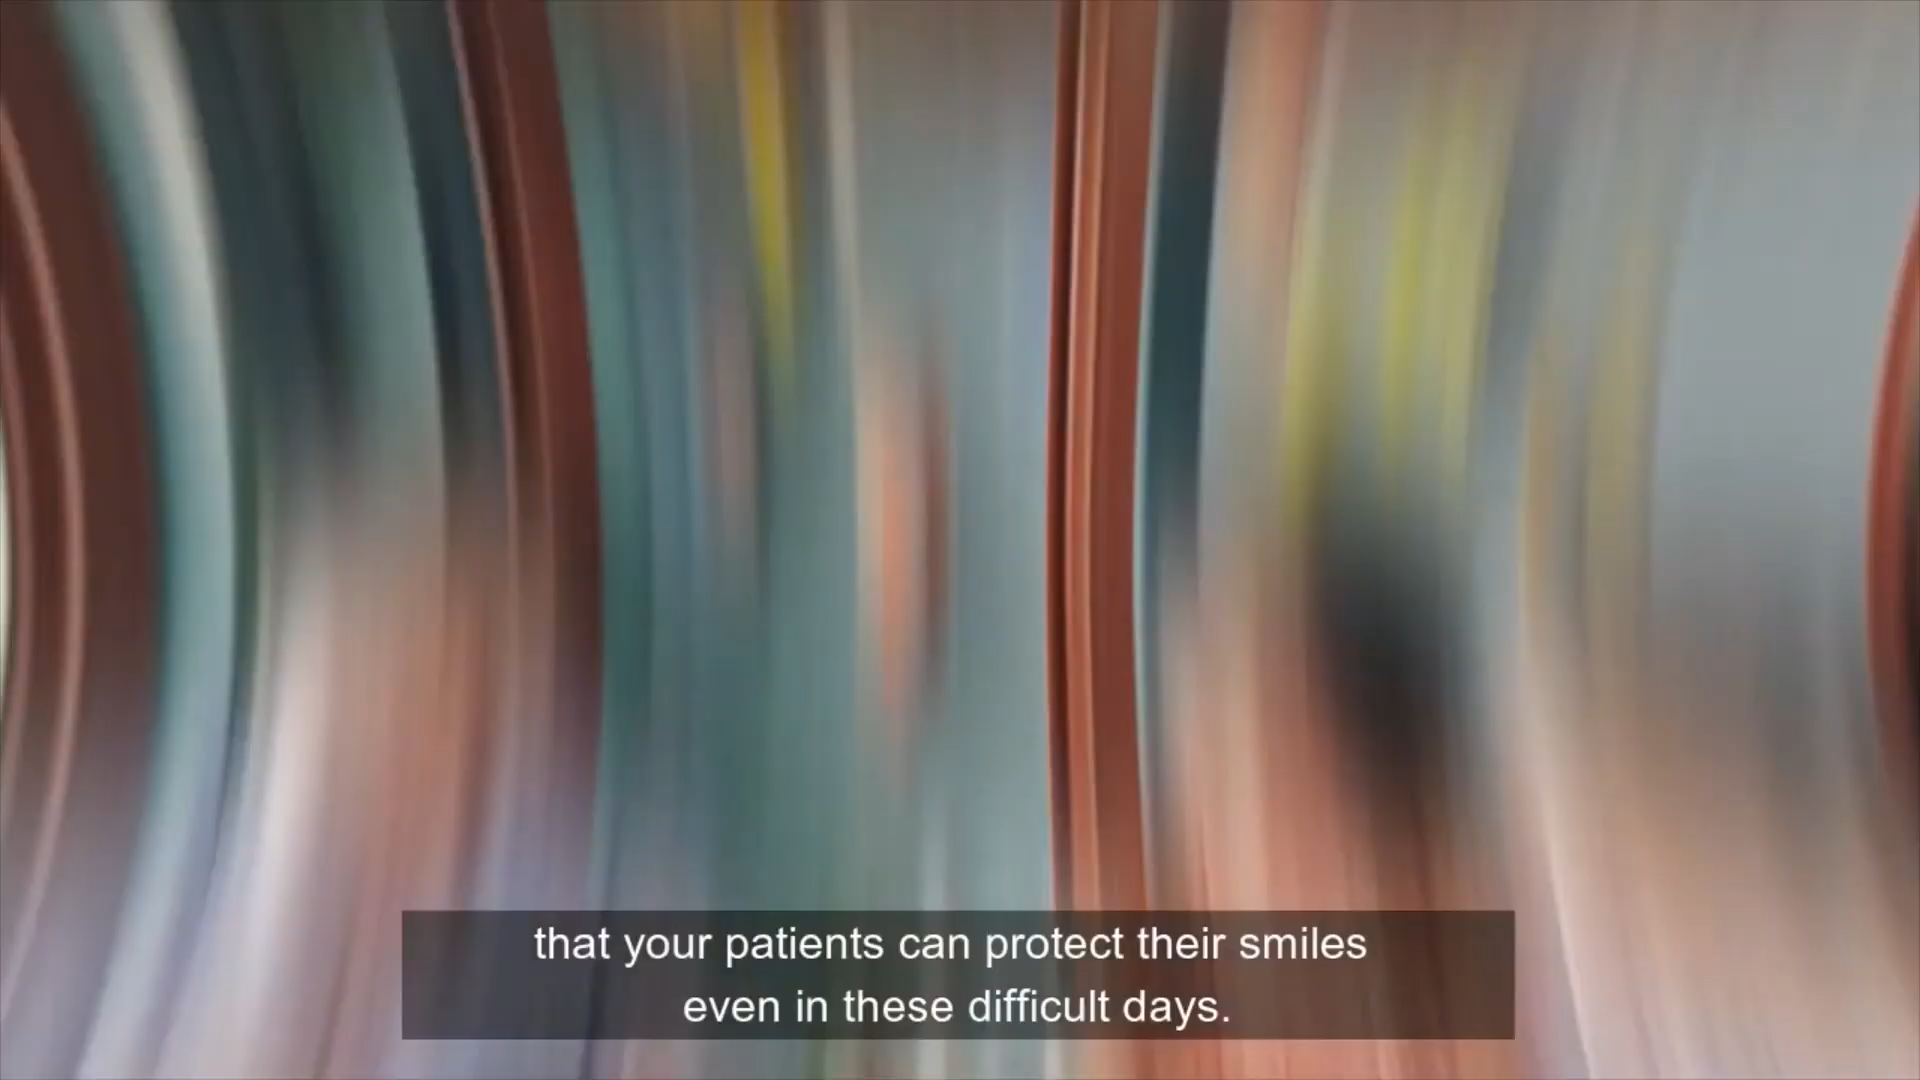 that your patients can protect their smiles
even in these difficult days.